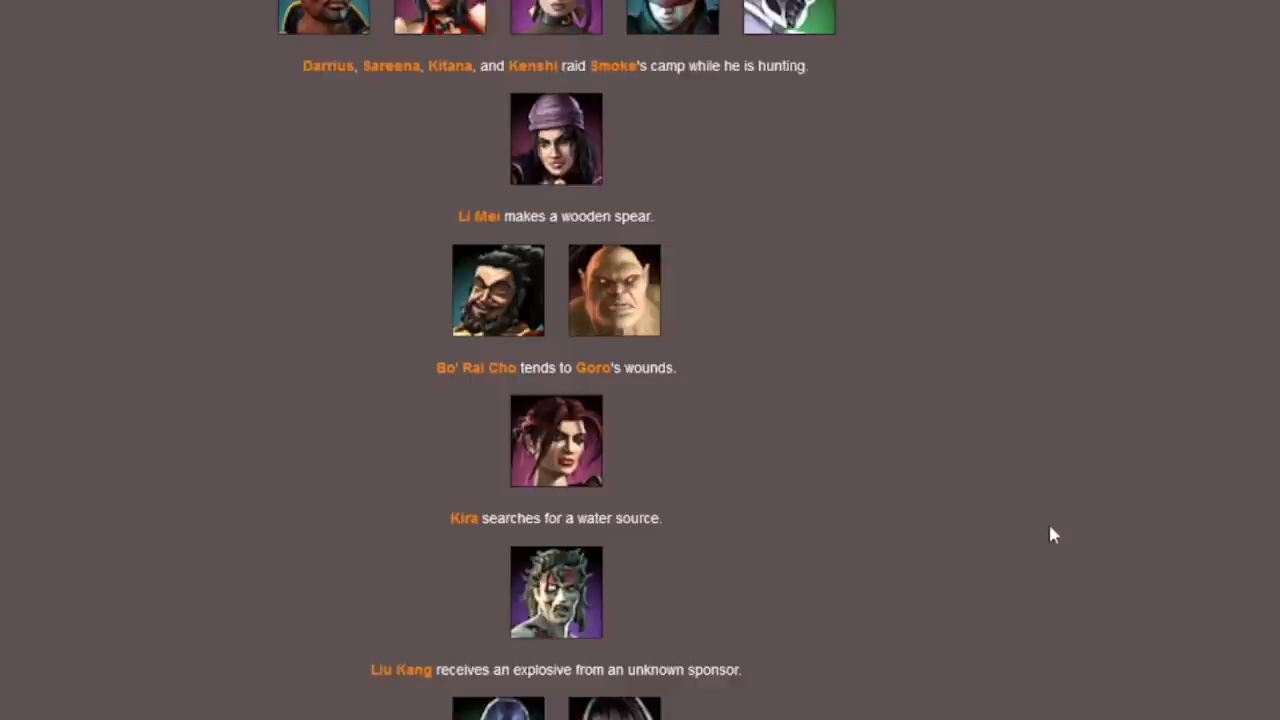 Darrius, Sareena, Kitana, and Kenshi raid Smoke's camp while he is hunting.
Li Mei makes a wooden spear.
Bo' Rai Cho tends to Goro's wounds.
Kira searches for a water source.
Liu Kang receives an explosive from an unknown sponsor.